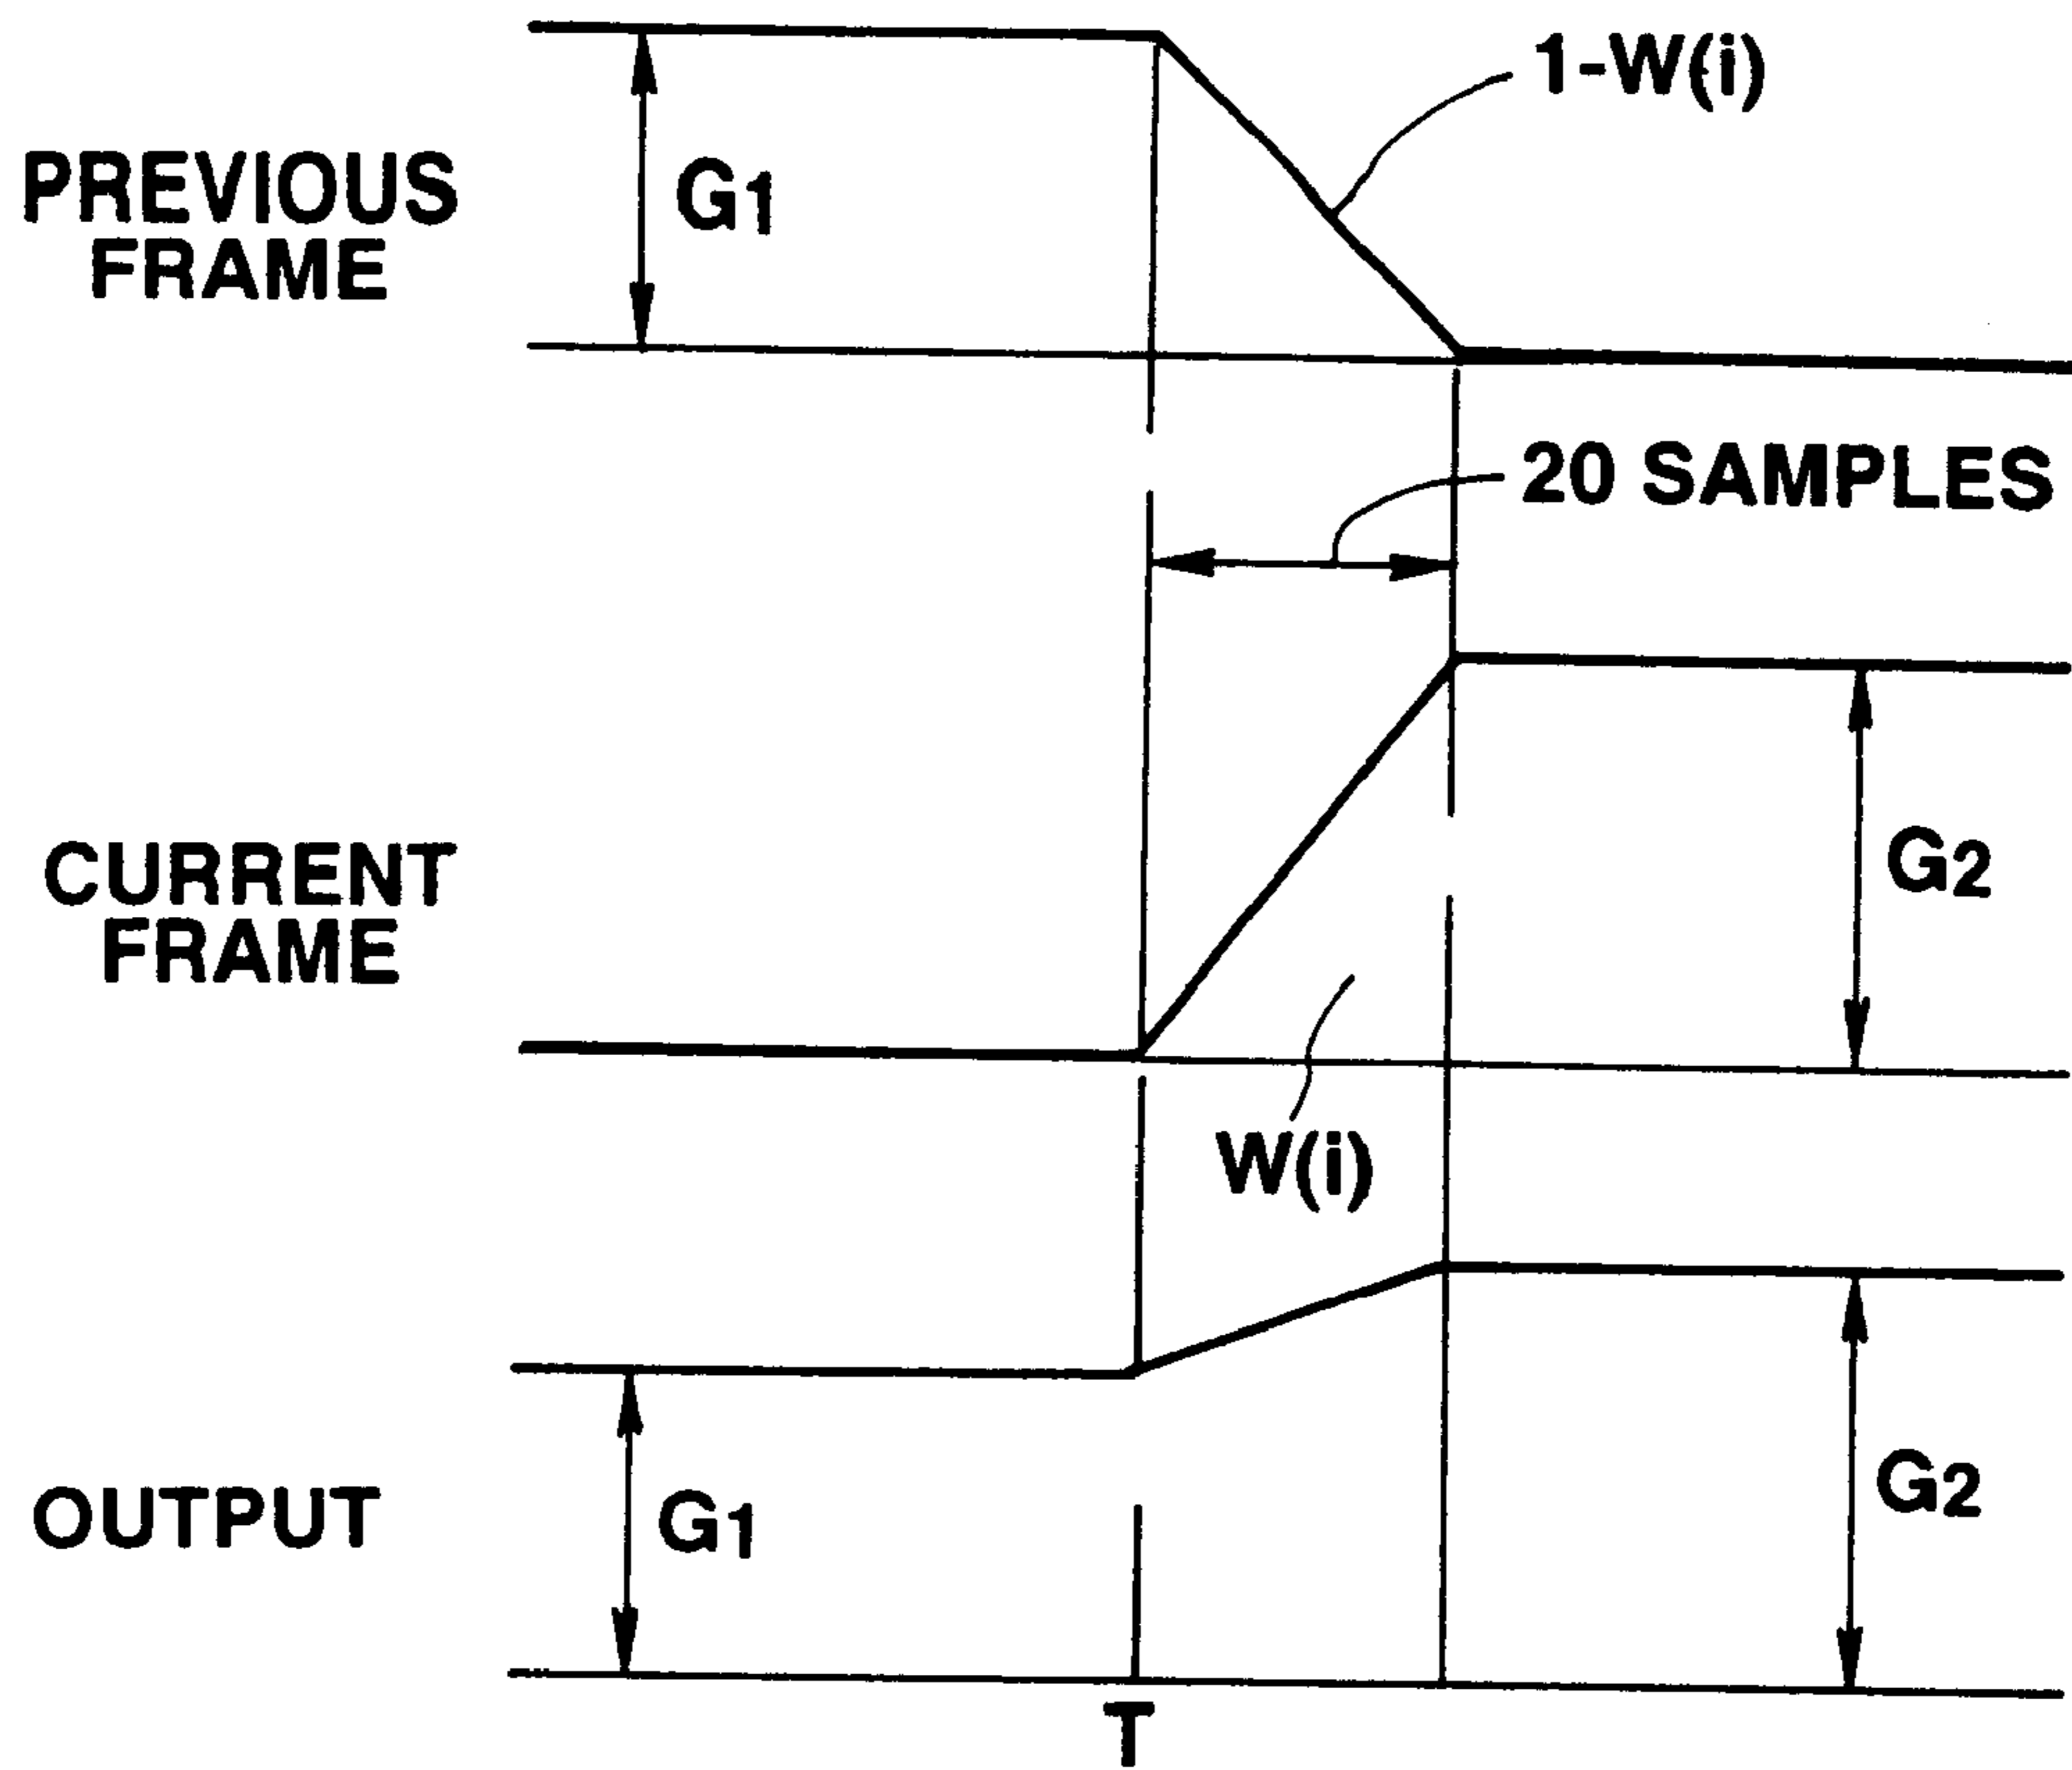 1-W(i)
PREVIOUS
FRAME
G1
20 SAMPLES
CURRENT
FRAME
G2
W(i)
OUTPUT
G1
G2
T